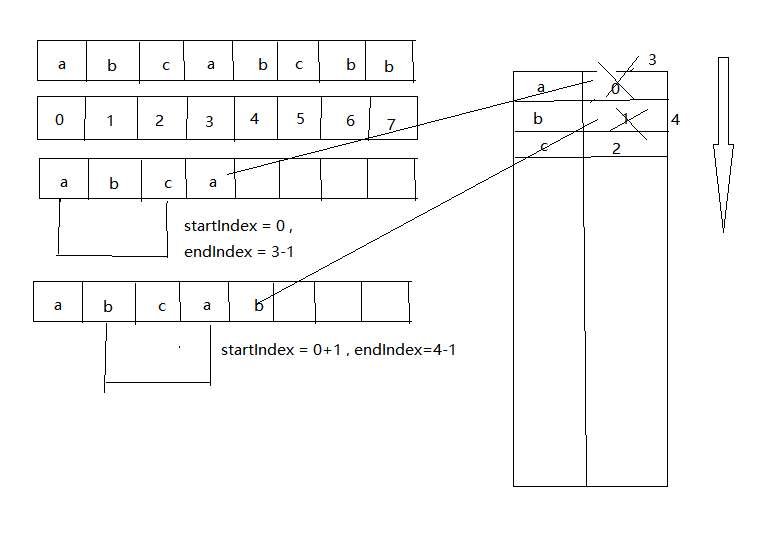 a b c a b c b b
0 1 2 3 4 5 6 7
a b c a
startIndex = 0 ,
endIndex = 3-1
a b c a b
startIndex = 0+1 , endIndex=4-1
3
a 0
b 1 4
c 2